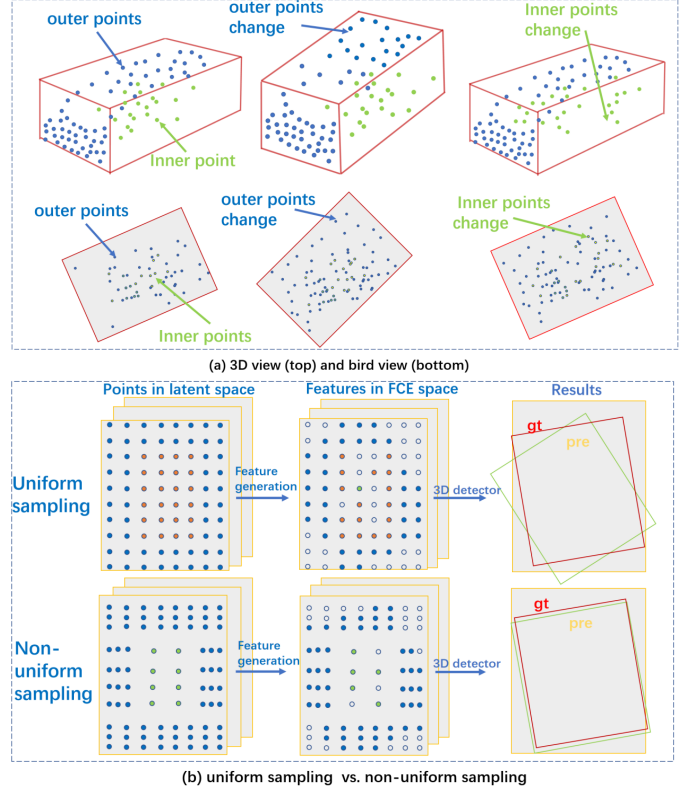 outer points
outer points
change
Inner points
change
Inner point
outer points
outer points
change
Inner points
change
Inner points
(a) 3D view (top) and bird view (bottom)
Points in latent space
Features in FCE space
Results
Uniform
sampling
Feature
generation
3D detector
gt
pre
Non-
uniform
sampling
Feature
generation
3D detector
gt
pre
(b) uniform sampling vs. non-uniform sampling